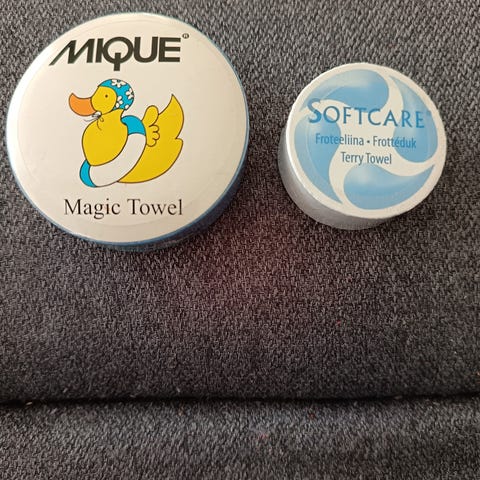 MIQUE®
Magic Towel
SOFTCARE®
Froteeliina • Frottéduk
Terry Towel